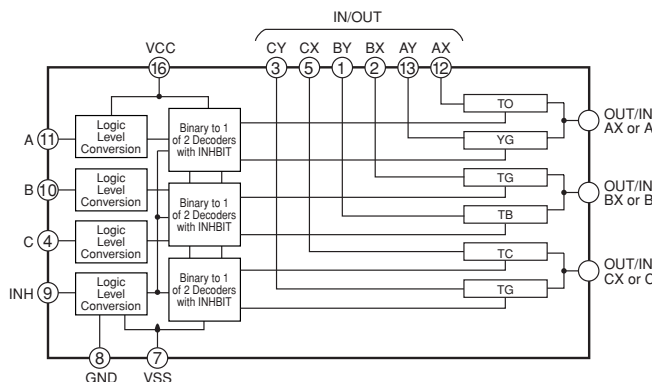 IN/OUT
VCC CY CX BY BX AY AX
16 3 5 1 2 13 12
TO
OUT/IN
AX or A
A 11
Logic
Level
Conversion
Binary to 1
of 2 Decoders
with INHBIT
YG
B 10
Logic
Level
Conversion
TG
OUT/IN
BX or B
Binary to 1
of 2 Decoders
with INHBIT
TB
C 4
Logic
Level
Conversion
TC
OUT/IN
CX or C
INH 9
Logic
Level
Conversion
Binary to 1
of 2 Decoders
with INHBIT
TG
8 7
GND VSS